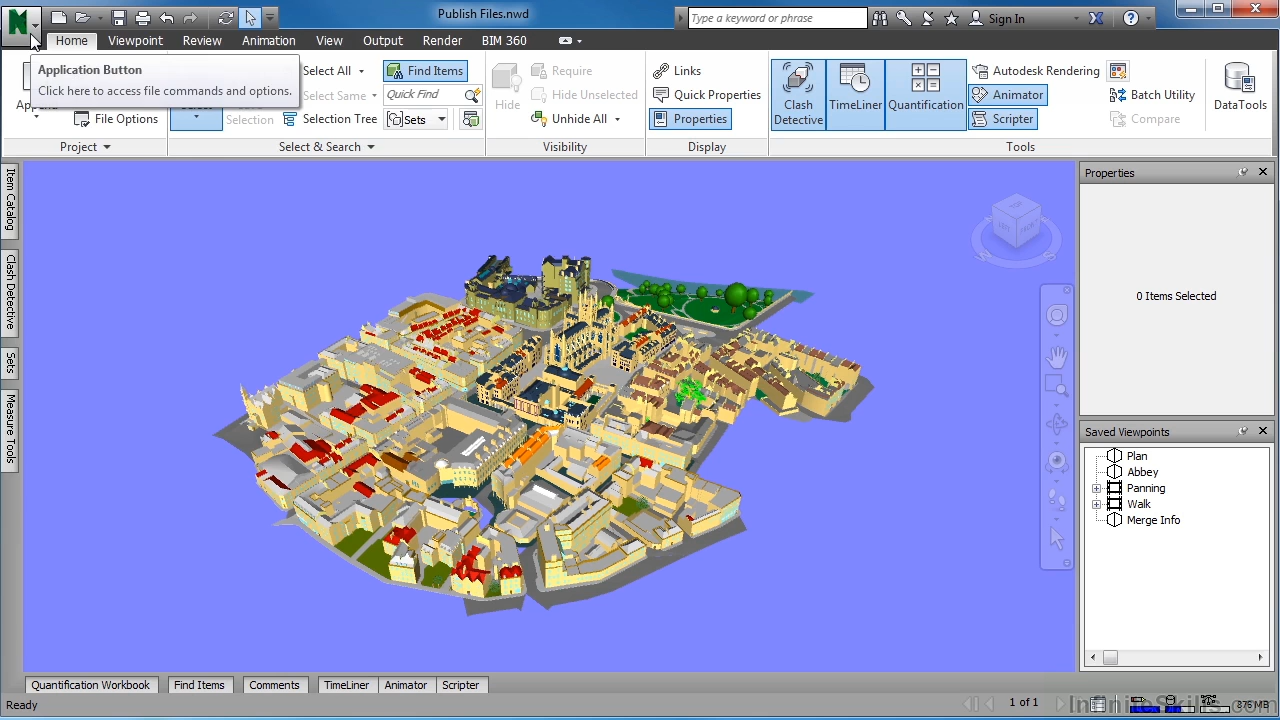 Publish Files.nwd
Type a keyword or phrase
Sign In
Home
Viewpoint
Review
Animation
View
Output
Render
BIM 360
Application Button
Click here to access file commands and options.
File Options
Project
Select All
Select Same
Selection
Selection Tree
Find Items
Quick Find
Sets
Select & Search
Hide
Require
Hide Unselected
Unhide All
Visibility
Links
Quick Properties
Properties
Display
Clash
Detective
TimeLiner
Quantification
Autodesk Rendering
Animator
Scripter
Batch Utility
Compare
DataTools
Tools
Item Catalog
Clash Detective
Sets
Measure Tools
Properties
0 Items Selected
Saved Viewpoints
Plan
Abbey
Panning
Walk
Merge Info
Quantification Workbook
Find Items
Comments
TimeLiner
Animator
Scripter
Ready
1 of 1
InfiniteSkills.com
876 MB